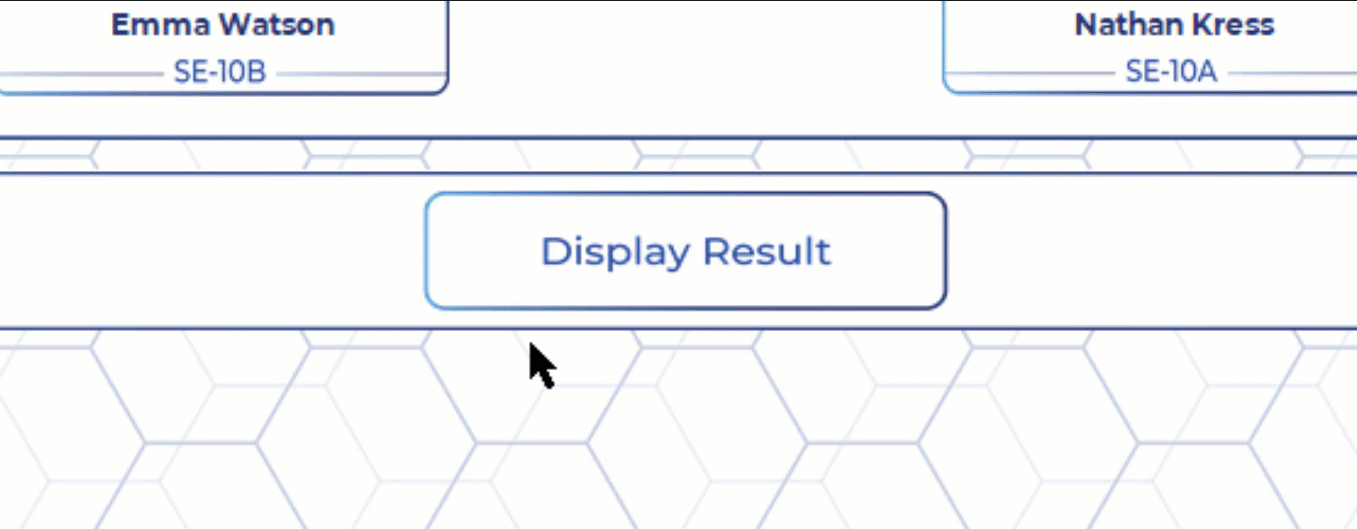 Emma Watson
SE-10B
Nathan Kress
SE-10A
Display Result